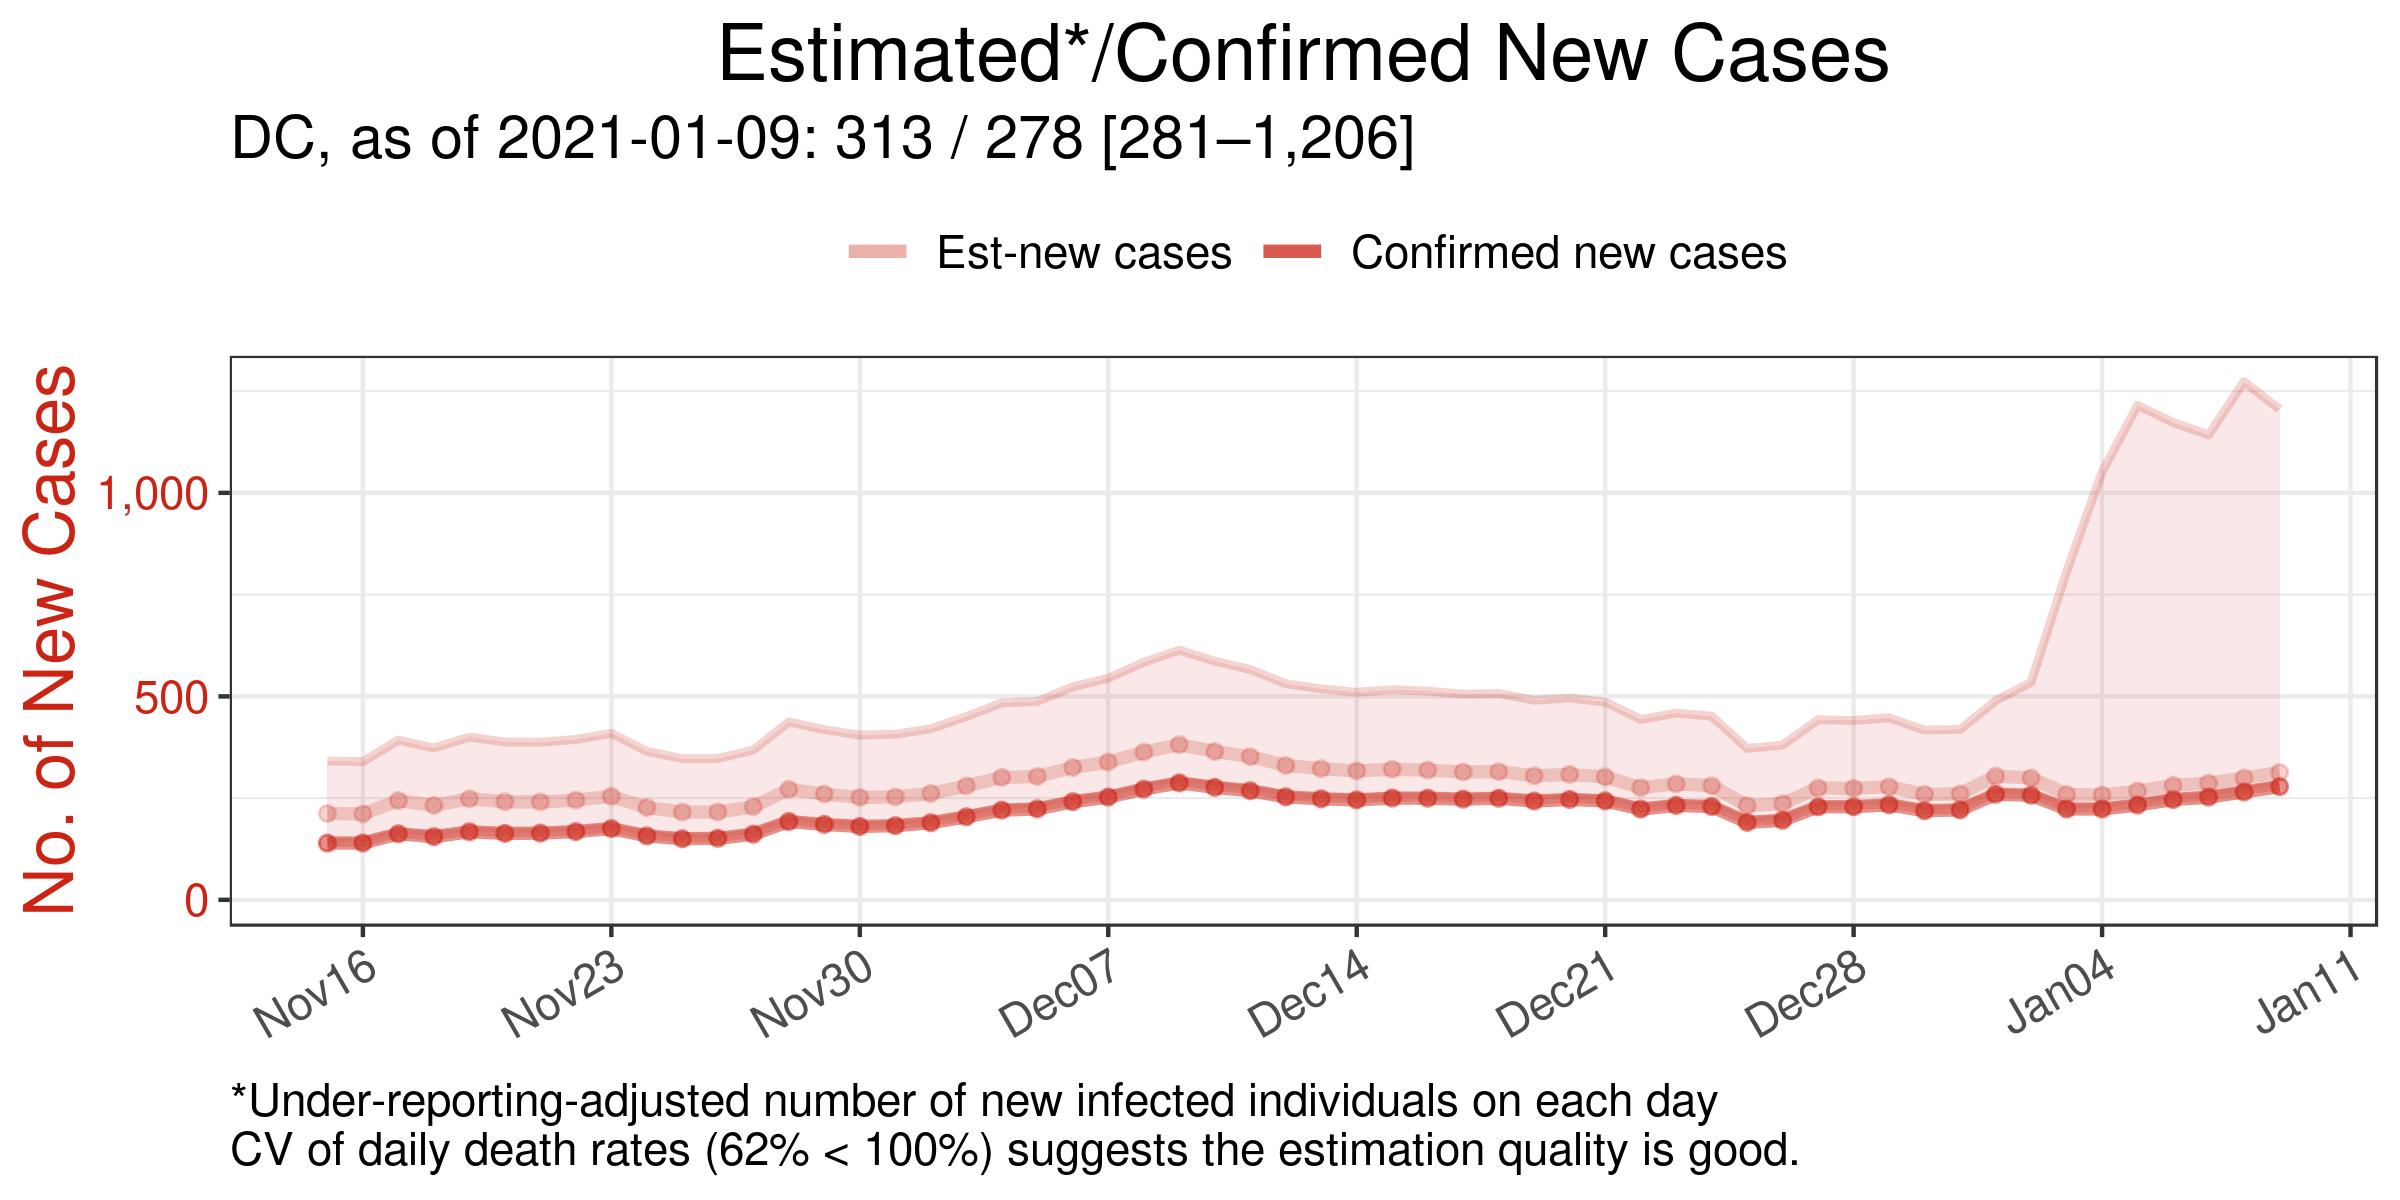 Estimated*/Confirmed New Cases
DC, as of 2021-01-09: 313 / 278 [281–1,206]
Est-new cases
Confirmed new cases
No. of New Cases
1,000
500
0
Nov16
Nov23
Nov30
Dec07
Dec14
Dec21
Dec28
Jan04
Jan11
*Under-reporting-adjusted number of new infected individuals on each day
CV of daily death rates (62% < 100%) suggests the estimation quality is good.